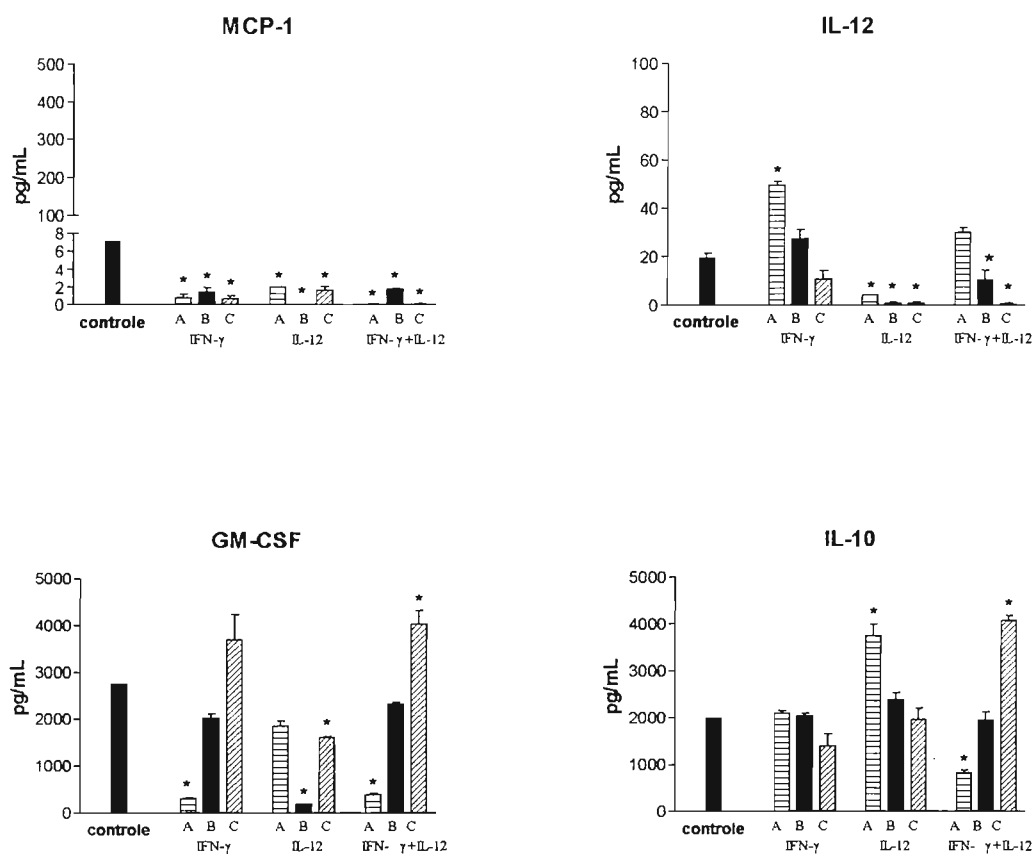 MCP-1
500
400
300
200
100
8
6
4
2
0
pg/mL
* * * * * * * * *
controle
A B C A B C A B C
IFN-γ IL-12 IFN-γ+IL-12
IL-12
100
80
60
40
20
0
pg/mL
* * * * * *
controle
A B C A B C A B C
IFN-γ IL-12 IFN-γ+IL-12
GM-CSF
5000
4000
3000
2000
1000
0
pg/mL
* * * * *
controle
A B C A B C A B C
IFN-γ IL-12 IFN- γ+IL-12
IL-10
5000
4000
3000
2000
1000
0
pg/mL
* * *
controle
A B C A B C A B C
IFN-γ IL-12 IFN- γ+IL-12